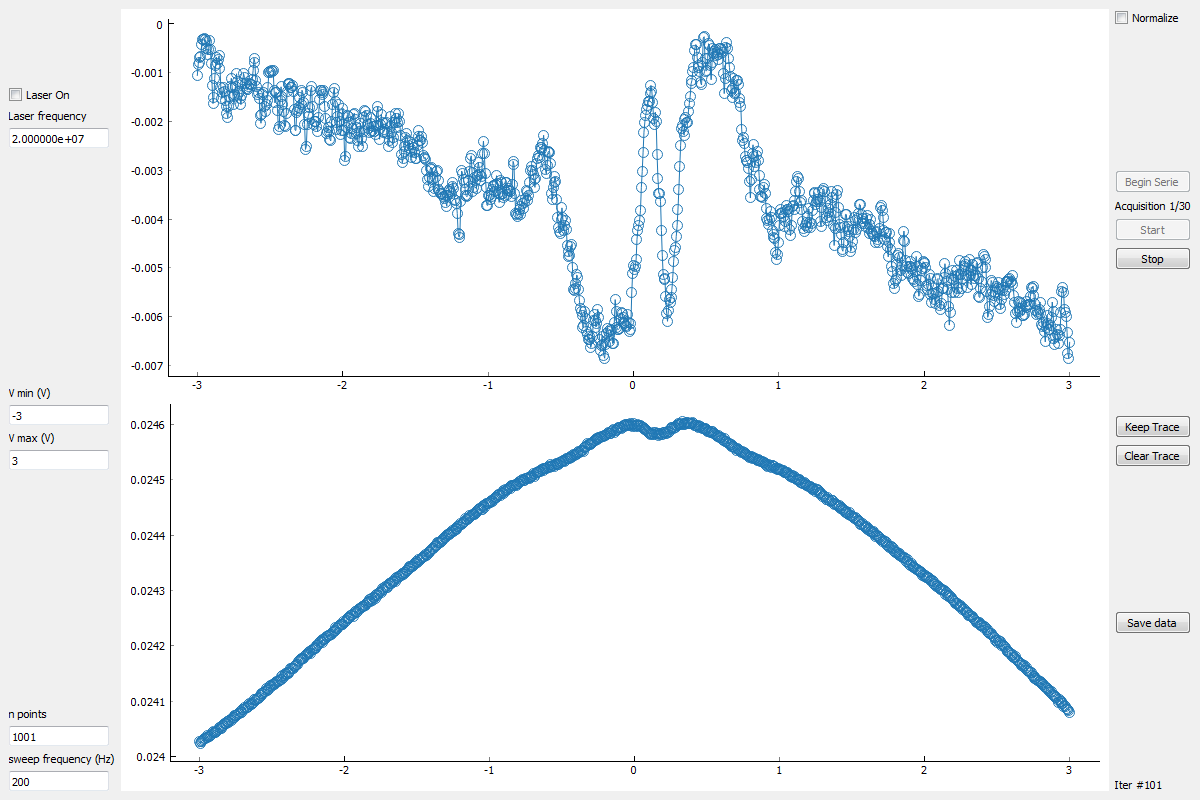 Normalize
Laser On
Laser frequency
2.000000e+07
0
-0.001
-0.002
-0.003
-0.004
-0.005
-0.006
-0.007
-3 -2 -1 0 1 2 3
Begin Serie
Acquisition 1/30
Start
Stop
V min (V)
-3
V max (V)
3
0.0246
0.0245
0.0244
0.0243
0.0242
0.0241
0.024
-3 -2 -1 0 1 2 3
Keep Trace
Clear Trace
Save data
n points
1001
sweep frequency (Hz)
200
Iter #101